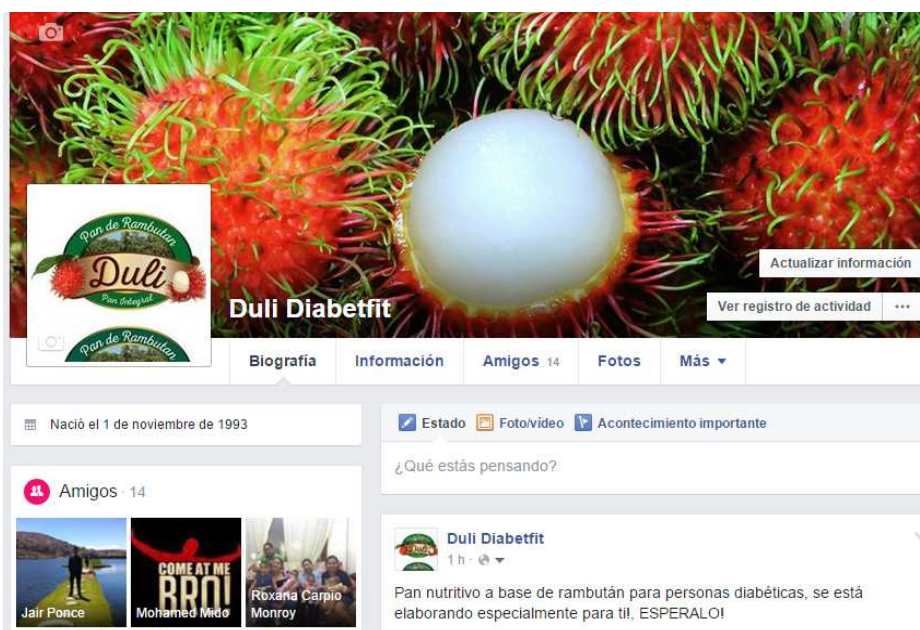 Pan de Rambutan
Duli
Pan Integral
Pan de Rambutan
Duli Diabetfit
Actualizar información
Ver registro de actividad ...
Biografía Información Amigos 14 Fotos Más
Nació el 1 de noviembre de 1993
Estado Foto/vídeo Acontecimiento importante
¿Qué estás pensando?
Amigos · 14
COME AT ME
BRO!
Jair Ponce
Mohamed Mido
Roxana Carpio
Monroy
Duli Diabetfit
1 h ·
Pan nutritivo a base de rambután para personas diabéticas, se está
elaborando especialmente para ti!, ESPERALO!